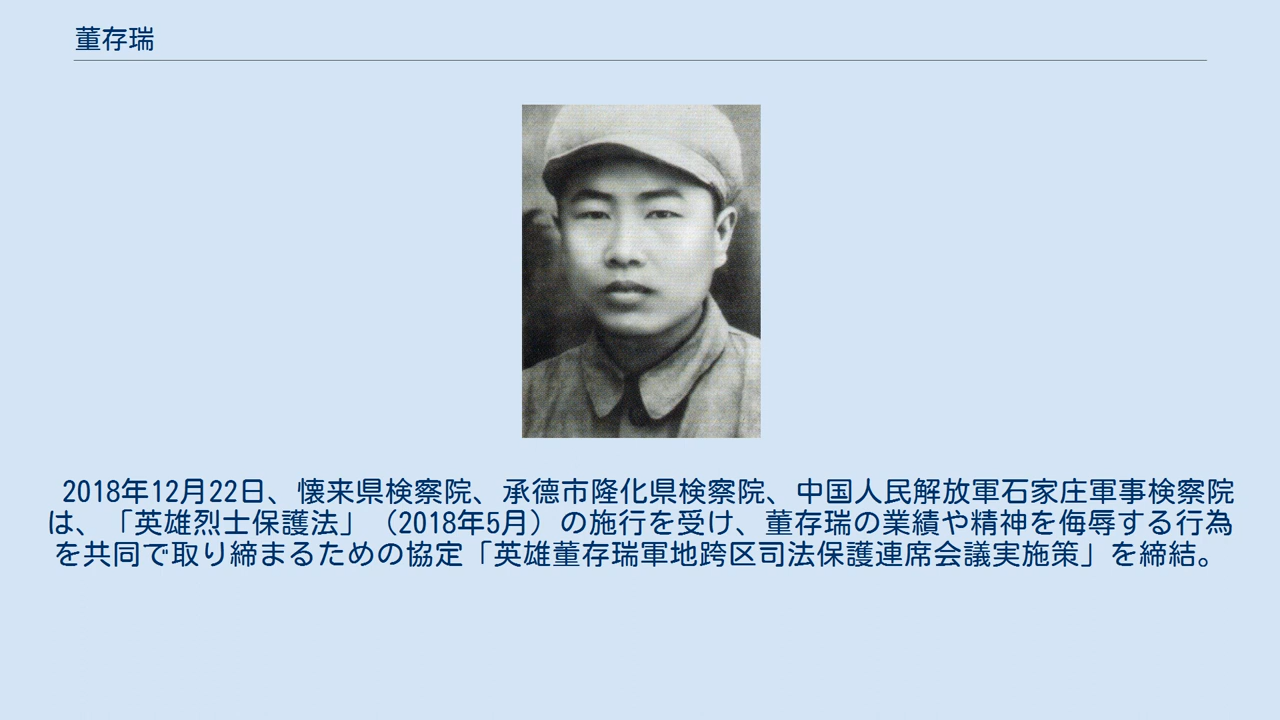 董存瑞
2018年12月22日、懐来県検察院、承徳市隆化県検察院、中国人民解放軍石家庄軍事検察院
は、「英雄烈士保護法」（2018年5月）の施行を受け、董存瑞の業績や精神を侮辱する行為
を共同で取り締まるための協定「英雄董存瑞軍地跨区司法保護連席会議実施策」を締結。